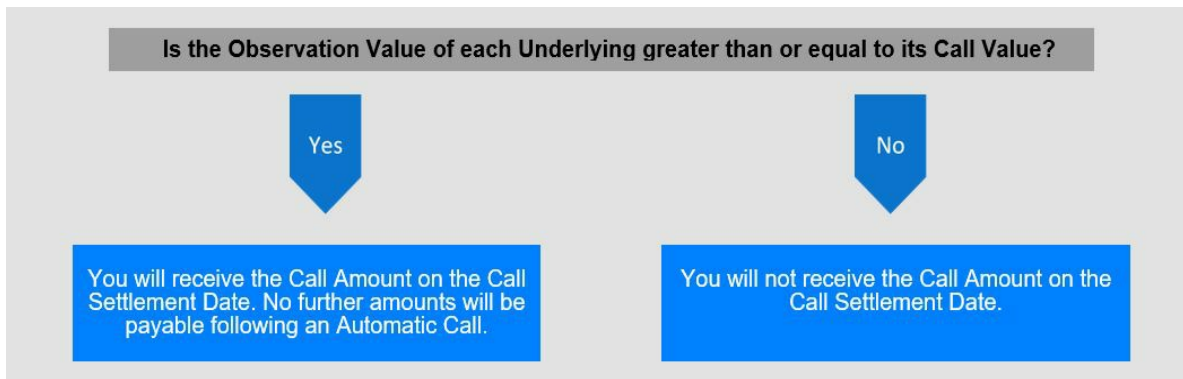 Is the Observation Value of each Underlying greater than or equal to its Call Value?
Yes
No
You will receive the Call Amount on the Call
Settlement Date. No further amounts will be
payable following an Automatic Call.
You will not receive the Call Amount on the
Call Settlement Date.